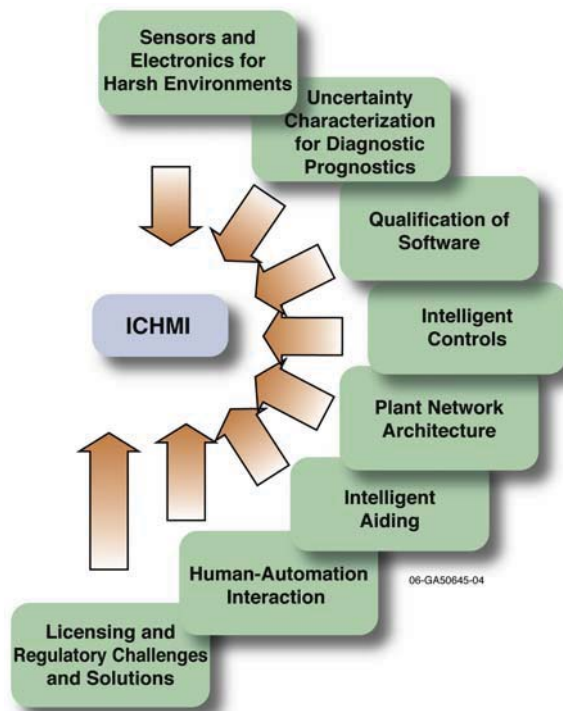 Sensors and
Electronics for
Harsh Environments
Uncertainty
Characterization
for Diagnostic
Prognostics
Qualification of
Software
ICHMI
Intelligent
Controls
Plant Network
Architecture
Intelligent
Aiding
06-GA50645-04
Human-Automation
Interaction
Licensing and
Regulatory Challenges
and Solutions